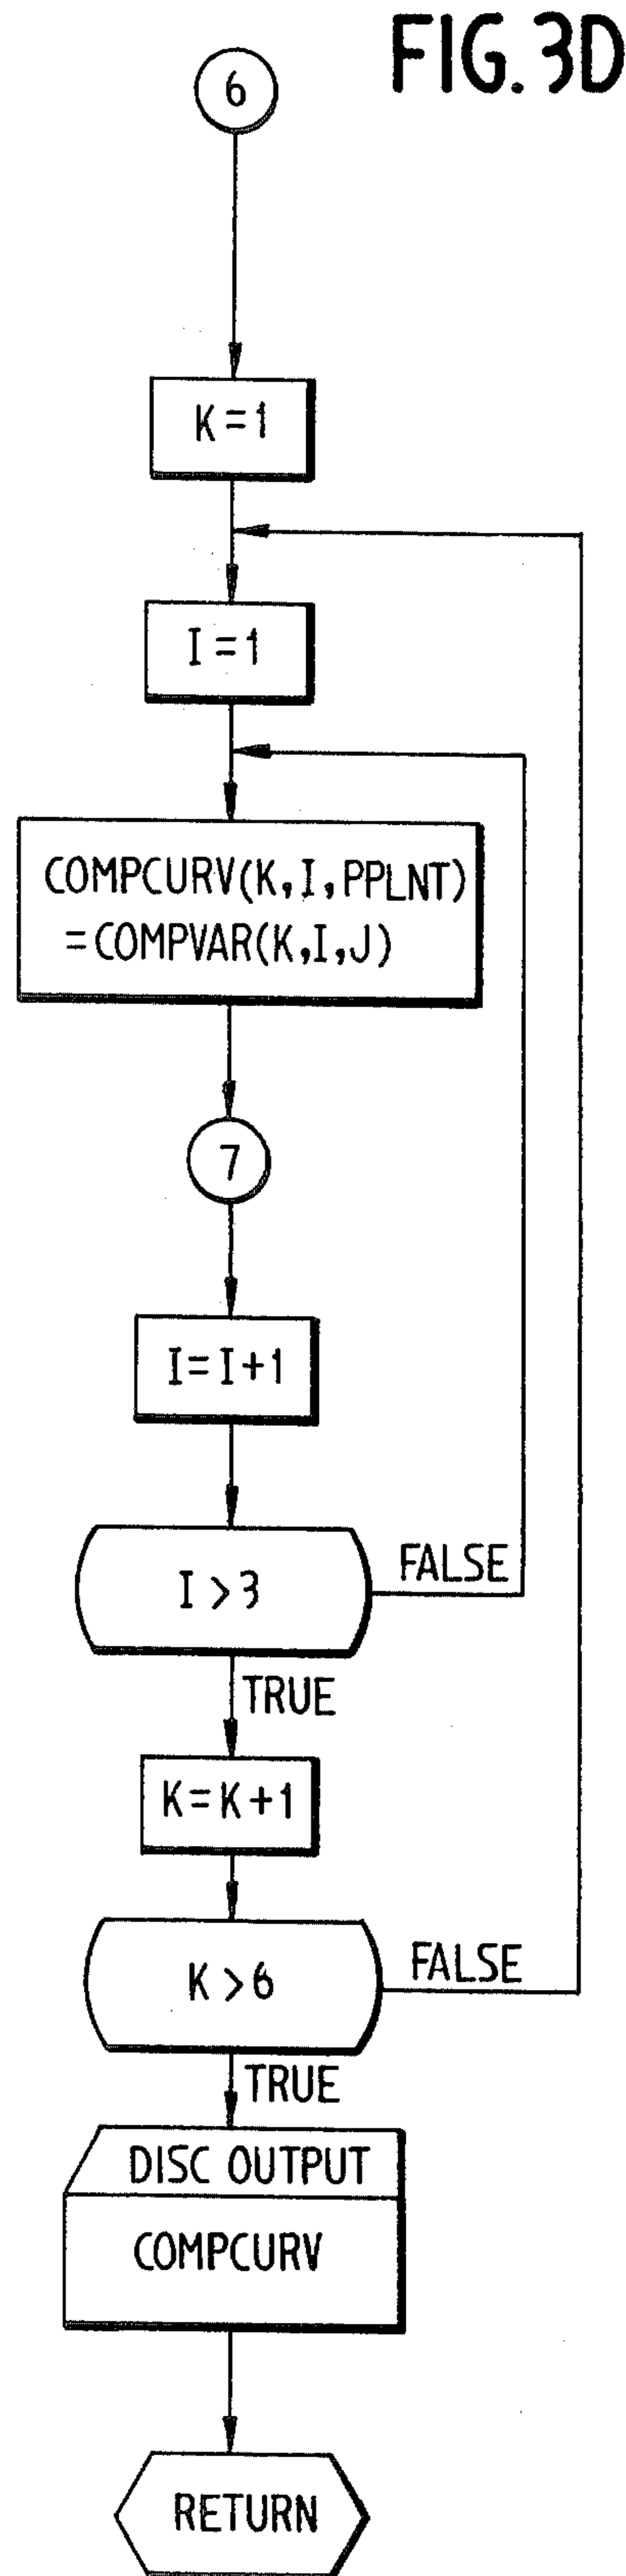 FIG. 3D
6
K=1
I=1
COMPCURV(K,I,PPLNT)
=COMPVAR(K,I,J)
7
I=I+1
I>3
FALSE
TRUE
K=K+1
K>6
FALSE
TRUE
DISC OUTPUT
COMPCURV
RETURN